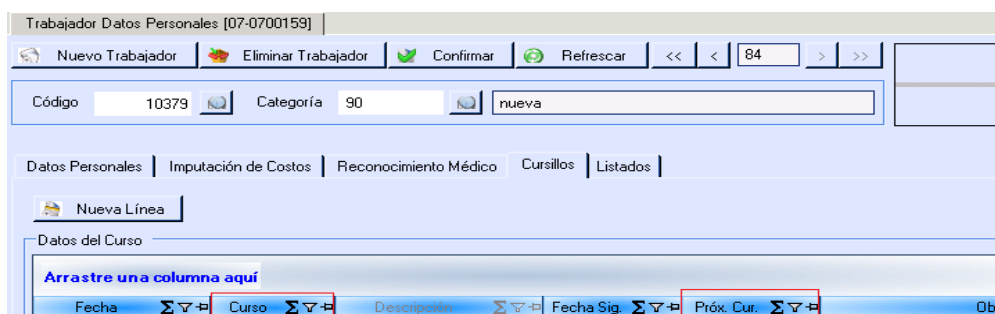 Trabajador Datos Personales [07-0700159]
Nuevo Trabajador Eliminar Trabajador Confirmar Refrescar << < 84 > >>
Código 10379 Categoría 90 nueva
Datos Personales Imputación de Costos Reconocimiento Médico Cursillos Listados
Nueva Línea
Datos del Curso
Arrastre una columna aquí
Fecha Σ Curso Σ Descripción Σ Fecha Sig. Σ Próx. Cur. Σ Ob